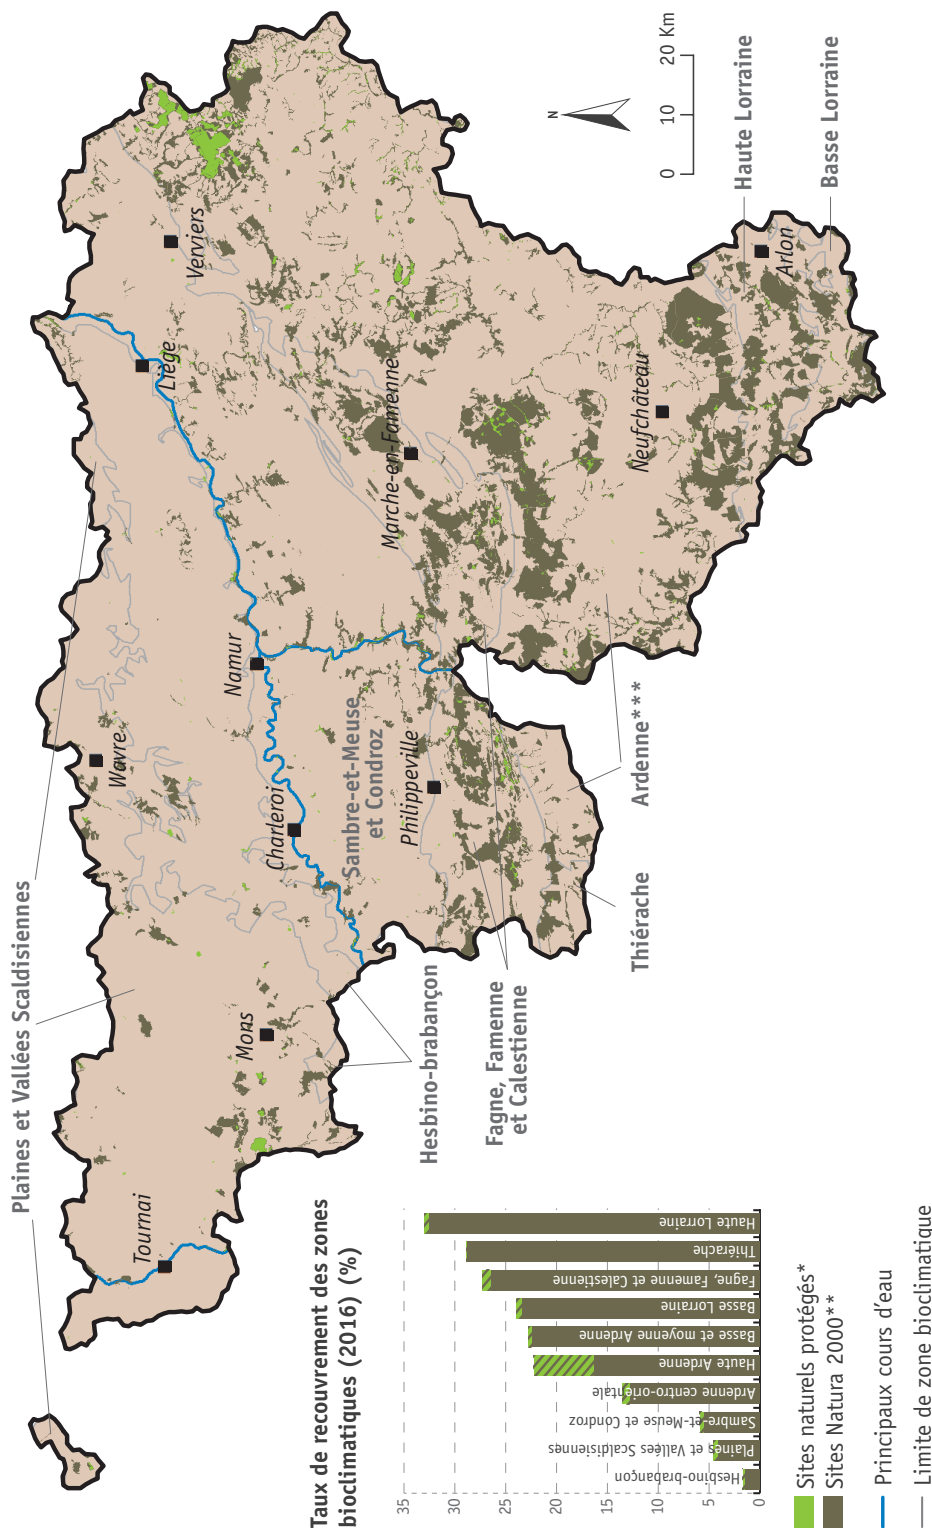 Plaines et Vallées Scaldisiennes
Tournai
Mons
Wavre
Charleroi
Namur
Liège
Verviers
Sambre-et-Meuse
et Condroz
Philippeville
Marche-en-Famenne
Neufchâteau
Arlon
Hesbino-brabançon
Fagne, Famenne
et Calestienne
Thiérache
Ardenne***
Haute Lorraine
Basse Lorraine
N
0 10 20 Km
Taux de recouvrement des zones
bioclimatiques (2016) (%)
35
30
25
20
15
10
5
0
Hesbino-brabançon
Plaines et Vallées Scaldisiennes
Sambre-et-Meuse et Condroz
Ardenne centro-orientale
Haute Ardenne
Basse et moyenne Ardenne
Basse Lorraine
Fagne, Famenne et Calestienne
Thiérache
Haute Lorraine
Sites naturels protégés*
Sites Natura 2000**
Principaux cours d'eau
Limite de zone bioclimatique